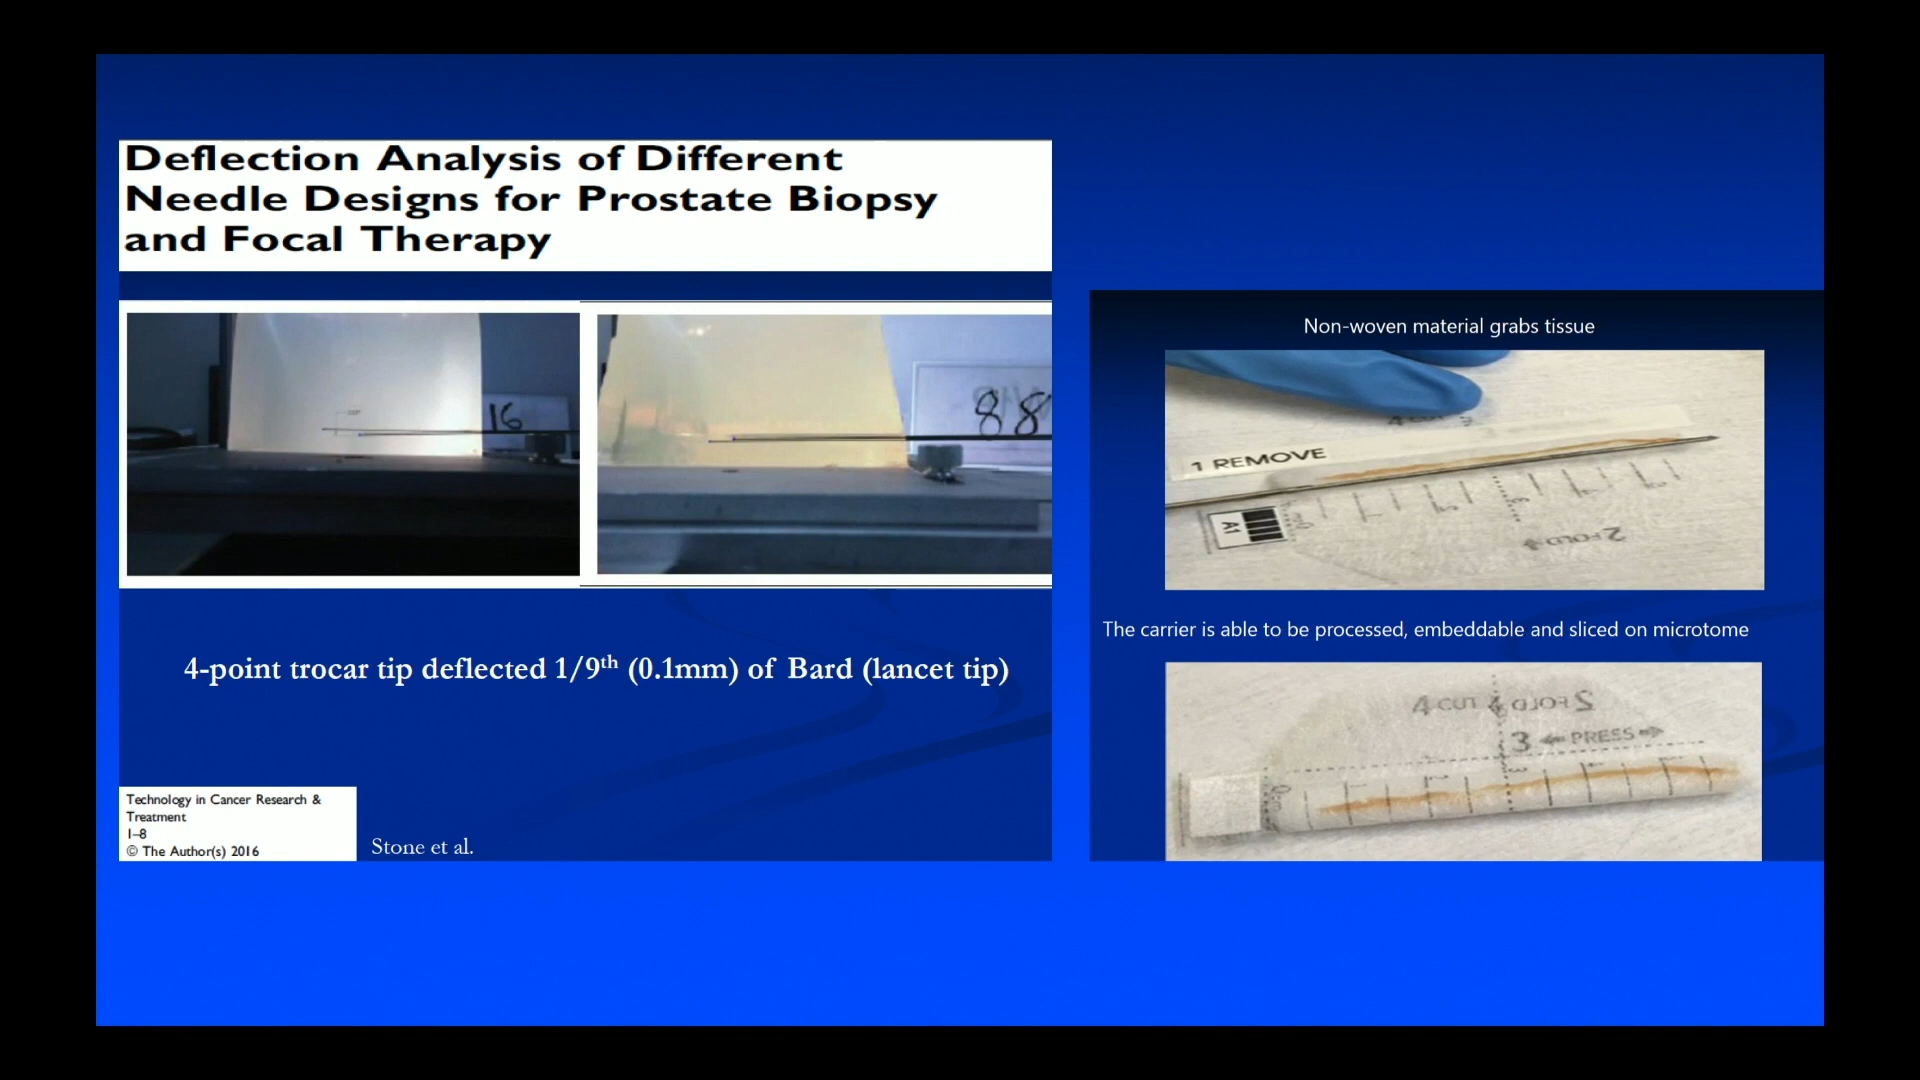 Deflection Analysis of Different
Needle Designs for Prostate Biopsy
and Focal Therapy
16
88
4-point trocar tip deflected 1/9th (0.1mm) of Bard (lancet tip)
Technology in Cancer Research &
Treatment
1–8
© The Author(s) 2016
Stone et al.
Non-woven material grabs tissue
1 REMOVE
A1
2 FOLD
The carrier is able to be processed, embeddable and sliced on microtome
4 CUT
2 FOLD
3 ⬅ PRESS ➡